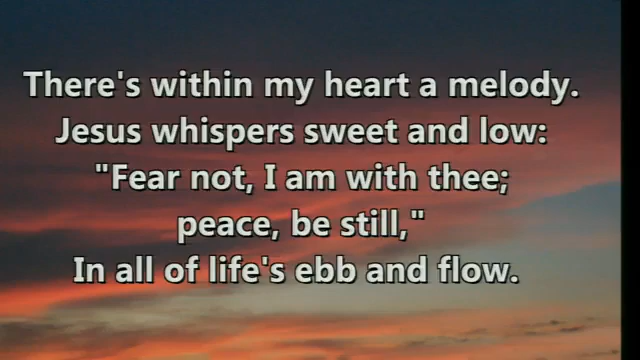 There's within my heart a melody.
Jesus whispers sweet and low:
"Fear not, I am with thee;
peace, be still,"
In all of life's ebb and flow.